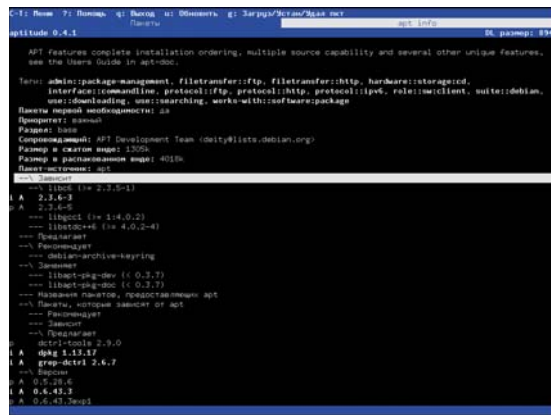 C-T: Меню ?: Помощь q: Выход u: Обновить g: Загруз/Устан/Удал пкт
Пакеты apt info
aptitude 0.4.1 DL размер: 894
APT features complete installation ordering, multiple source capability and several other unique features,
see the Users Guide in apt-doc.
Теги: admin::package-management, filetransfer::ftp, filetransfer::http, hardware::storage:cd,
interface::commandline, protocol::ftp, protocol::http, protocol::ipv6, role::sw:client, suite::debian,
use::downloading, use::searching, works-with::software:package
Пакеты первой необходимости: да
Приоритет: важный
Раздел: base
Сопровождающий: APT Development Team <deity@lists.debian.org>
Размер в сжатом виде: 1305k
Размер в распакованном виде: 4018k
Пакет-источник: apt
--\ Зависит
--\ libc6 (>= 2.3.5-1)
i A 2.3.6-3
p A 2.3.6-5
--- libgcc1 (>= 1:4.0.2)
--- libstdc++6 (>= 4.0.2-4)
--- Предлагает
--\ Рекомендует
--- debian-archive-keyring
--\ Заменяет
--- libapt-pkg-dev (< 0.3.7)
--- libapt-pkg-doc (< 0.3.7)
--- Названия пакетов, предоставляющих apt
--\ Пакеты, которые зависят от apt
--- Рекомендует
--- Зависит
--\ Предлагает
p dctrl-tools 2.9.0
i A dpkg 1.13.17
i A grep-dctrl 2.6.7
--\ Версии
p A 0.5.28.6
i A 0.6.43.3
p A 0.6.43.3exp1